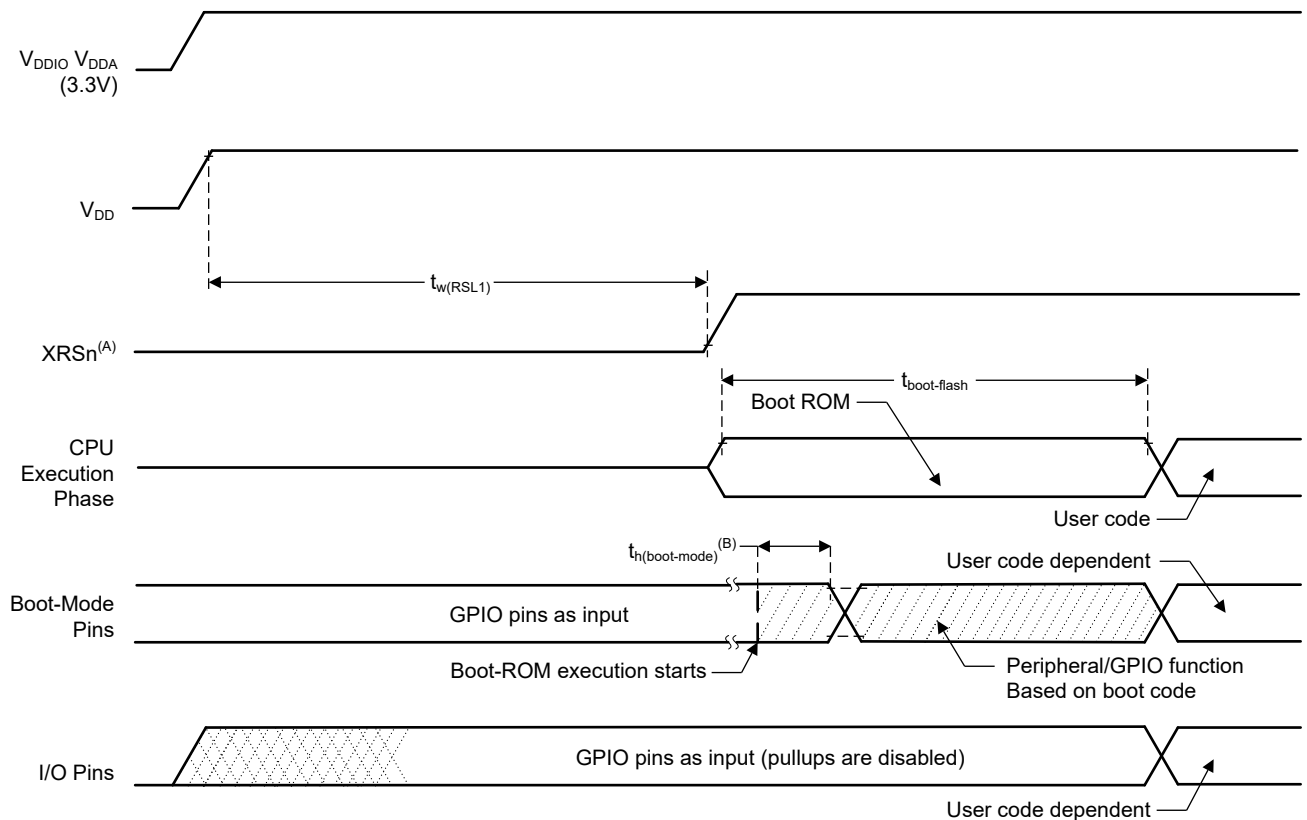 VDDIO VDDA
(3.3V)
VDD
tw(RSL1)
XRSn(A)
tboot-flash
Boot ROM
CPU
Execution
Phase
User code
th(boot-mode)(B)
User code dependent
Boot-Mode
Pins
GPIO pins as input
Boot-ROM execution starts
Peripheral/GPIO function
Based on boot code
I/O Pins
GPIO pins as input (pullups are disabled)
User code dependent